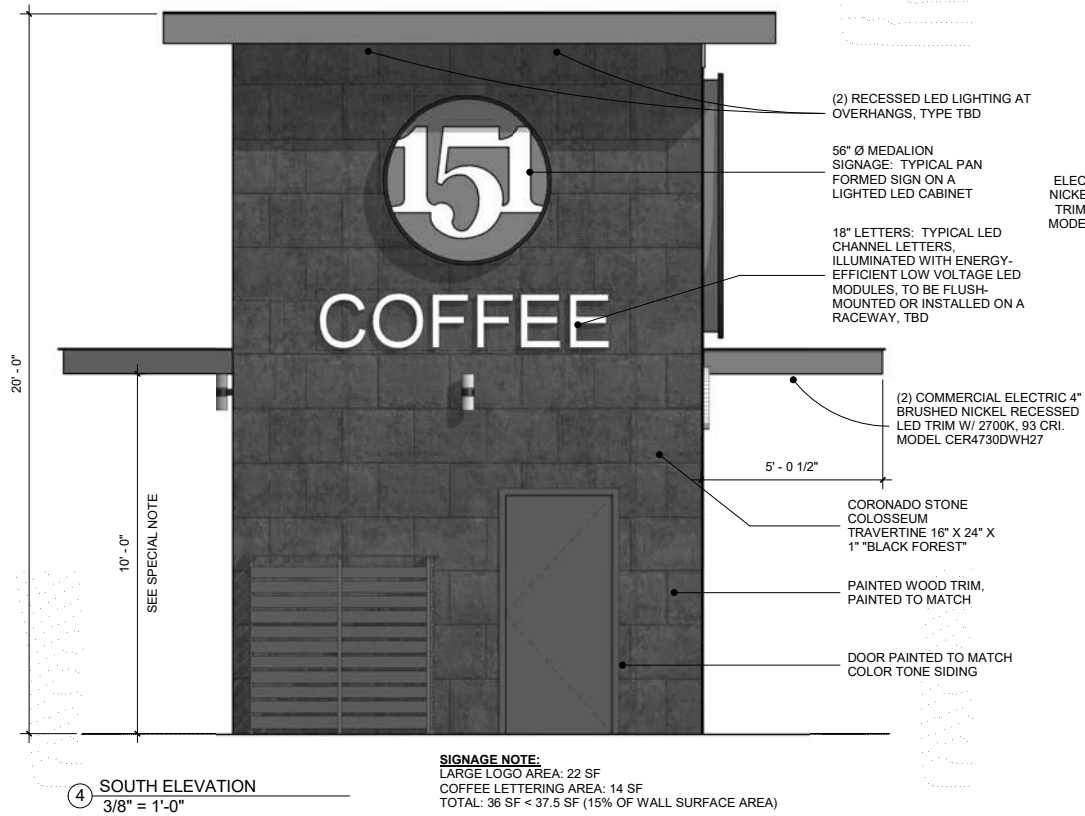 (2) RECESSED LED LIGHTING AT
OVERHANGS, TYPE TBD
56" Ø MEDALION
SIGNAGE: TYPICAL PAN
FORMED SIGN ON A
LIGHTED LED CABINET
ELEC
NICKE
TRIM
MODE
18" LETTERS: TYPICAL LED
CHANNEL LETTERS,
ILLUMINATED WITH ENERGY-
EFFICIENT LOW VOLTAGE LED
MODULES, TO BE FLUSH-
MOUNTED OR INSTALLED ON A
RACEWAY, TBD
151
COFFEE
20' - 0"
10' - 0"
SEE SPECIAL NOTE
(2) COMMERCIAL ELECTRIC 4"
BRUSHED NICKEL RECESSED
LED TRIM W/ 2700K, 93 CRI.
MODEL CER4730DWH27
5' - 0 1/2"
CORONADO STONE
COLOSSEUM
TRAVERTINE 16" X 24" X
1" "BLACK FOREST"
PAINTED WOOD TRIM,
PAINTED TO MATCH
DOOR PAINTED TO MATCH
COLOR TONE SIDING
4
SOUTH ELEVATION
3/8" = 1'-0"
SIGNAGE NOTE:
LARGE LOGO AREA: 22 SF
COFFEE LETTERING AREA: 14 SF
TOTAL: 36 SF < 37.5 SF (15% OF WALL SURFACE AREA)